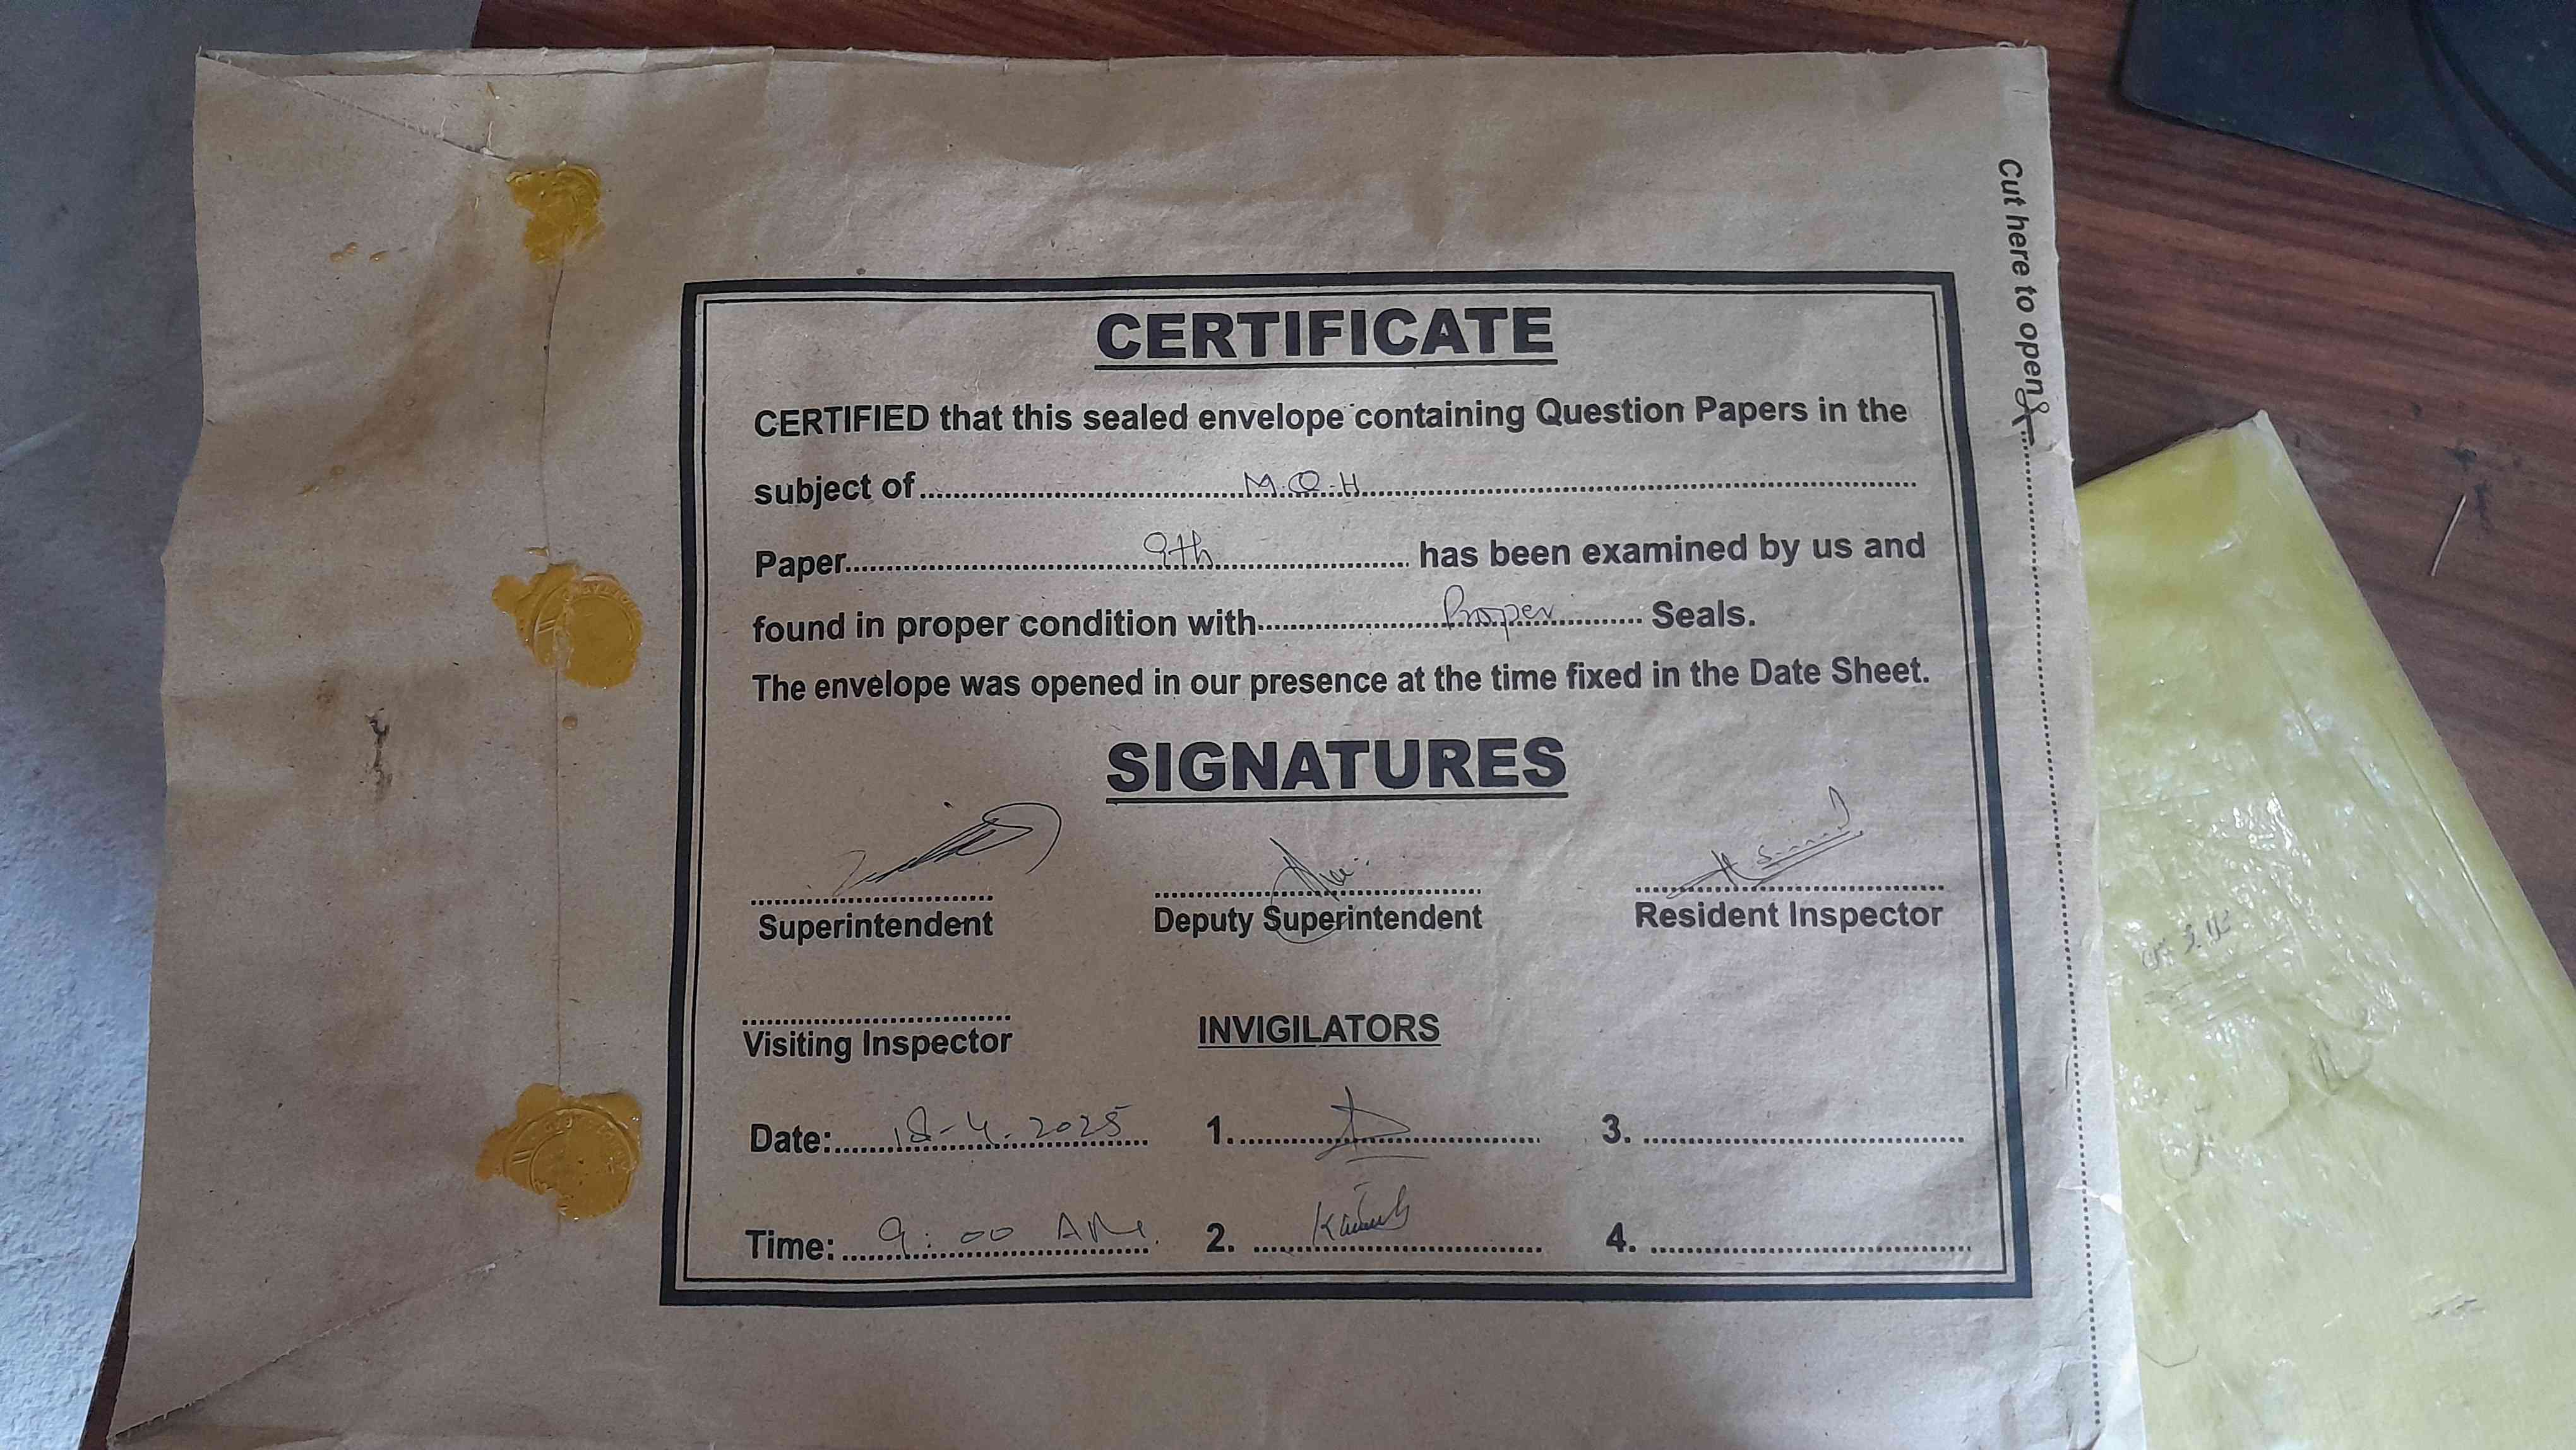 CERTIFICATE
CERTIFIED that this sealed envelope containing Question Papers in the
subject of M.Q.H
Paper 9th has been examined by us and
found in proper condition with Proper Seals.
The envelope was opened in our presence at the time fixed in the Date Sheet.
SIGNATURES
Superintendent Deputy Superintendent Resident Inspector
Visiting Inspector INVIGILATORS
Date: 18-4-2025 1. 3.
Time: 9:00 AM. 2. 4.
Cut here to open